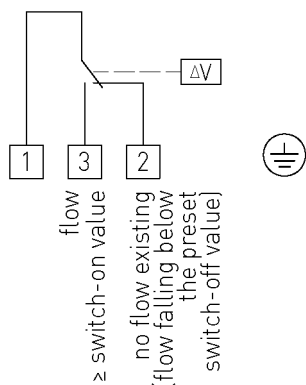 ΔV
1
3
2
flow
≥ switch-on value
no flow existing
(flow falling below
the preset
switch-off value)